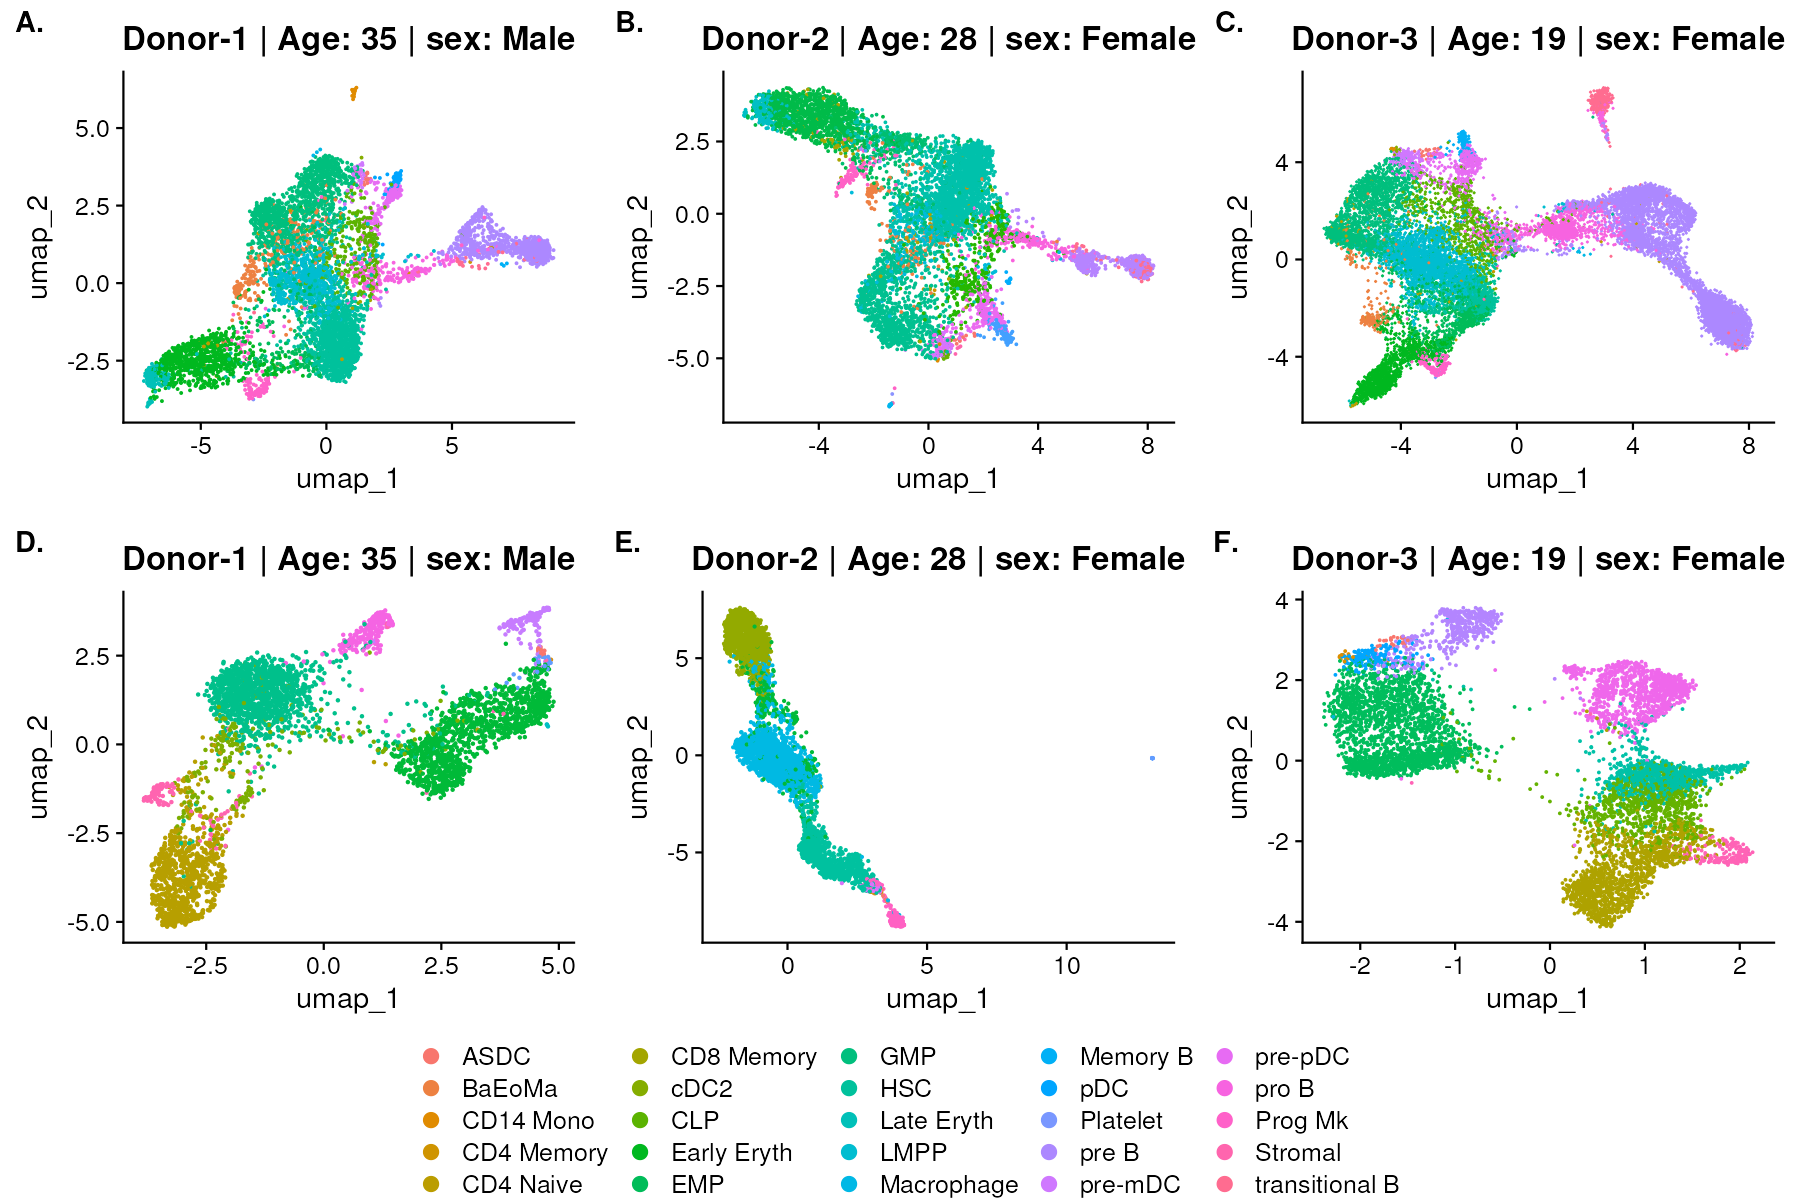 A.
Donor-1 | Age: 35 | sex: Male
5.0
2.5
0.0
-2.5
umap_2
-5
0
5
umap_1
B.
Donor-2 | Age: 28 | sex: Female
2.5
0.0
-2.5
-5.0
umap_2
-4
0
4
8
umap_1
C.
Donor-3 | Age: 19 | sex: Female
4
0
-4
umap_2
-4
0
4
8
umap_1
D.
Donor-1 | Age: 35 | sex: Male
2.5
0.0
-2.5
-5.0
umap_2
-2.5
0.0
2.5
5.0
umap_1
E.
Donor-2 | Age: 28 | sex: Female
5
0
-5
umap_2
0
5
10
umap_1
F.
Donor-3 | Age: 19 | sex: Female
4
2
0
-2
-4
umap_2
-2
-1
0
1
2
umap_1
ASDC
BaEoMa
CD14 Mono
CD4 Memory
CD4 Naive
CD8 Memory
cDC2
CLP
Early Eryth
EMP
GMP
HSC
Late Eryth
LMPP
Macrophage
Memory B
pDC
Platelet
pre B
pre-mDC
pre-pDC
pro B
Prog Mk
Stromal
transitional B